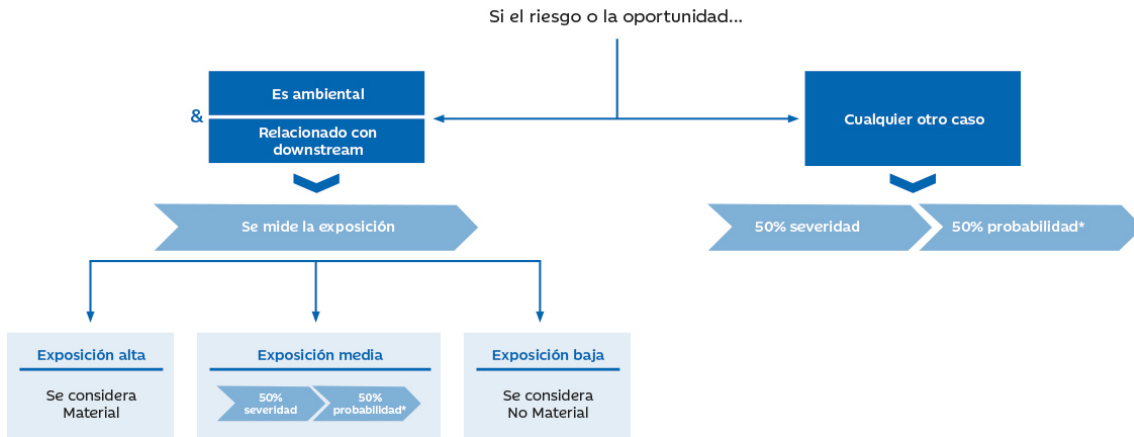 Si el riesgo o la oportunidad...
&
Es ambiental
Relacionado con
downstream
Cualquier otro caso
Se mide la exposición
50% severidad
50% probabilidad*
Exposición alta
Se considera
Material
Exposición media
50%
severidad
50%
probabilidad*
Exposición baja
Se considera
No Material